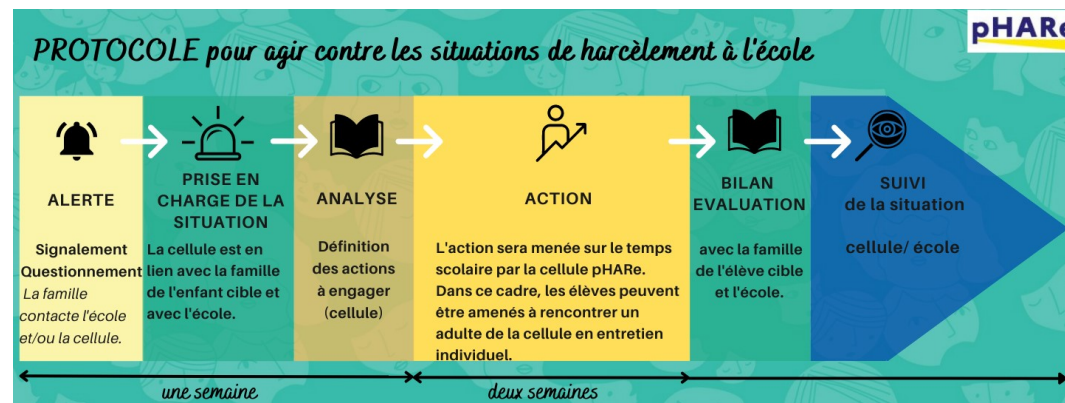 PROTOCOLE pour agir contre les situations de harcèlement à l'école
pHARe
ALERTE
Signalement
Questionnement
La famille
contacte l'école
et/ou la cellule.
PRISE EN
CHARGE DE LA
SITUATION
La cellule est en
lien avec la famille
de l'enfant cible et
avec l'école.
ANALYSE
Définition
des actions
à engager
(cellule)
ACTION
L'action sera menée sur le temps
scolaire par la cellule pHARe.
Dans ce cadre, les élèves peuvent
être amenés à rencontrer un
adulte de la cellule en entretien
individuel.
BILAN
EVALUATION
avec la famille
de l'élève cible
et l'école.
SUIVI
de la situation
cellule/ école
une semaine
deux semaines